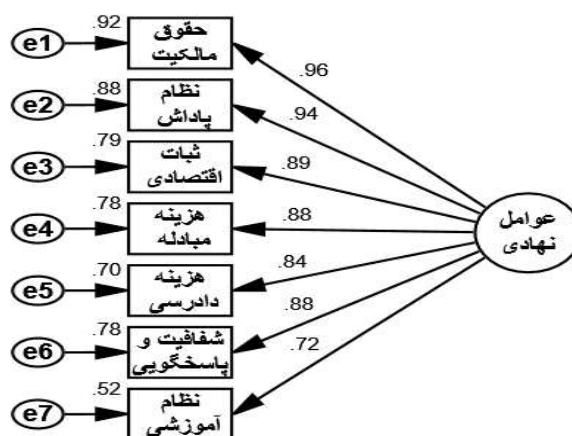 .92
e1
حقوق
مالکیت
.96
.88
e2
نظام
پاداش
.94
.79
e3
ثبات
اقتصادی
.89
.78
e4
هزینه
مبادله
.88
عوامل
نهادی
.70
e5
هزینه
دادرسی
.84
.78
e6
شفافیت و
پاسخگویی
.88
.52
e7
نظام
آموزشی
.72